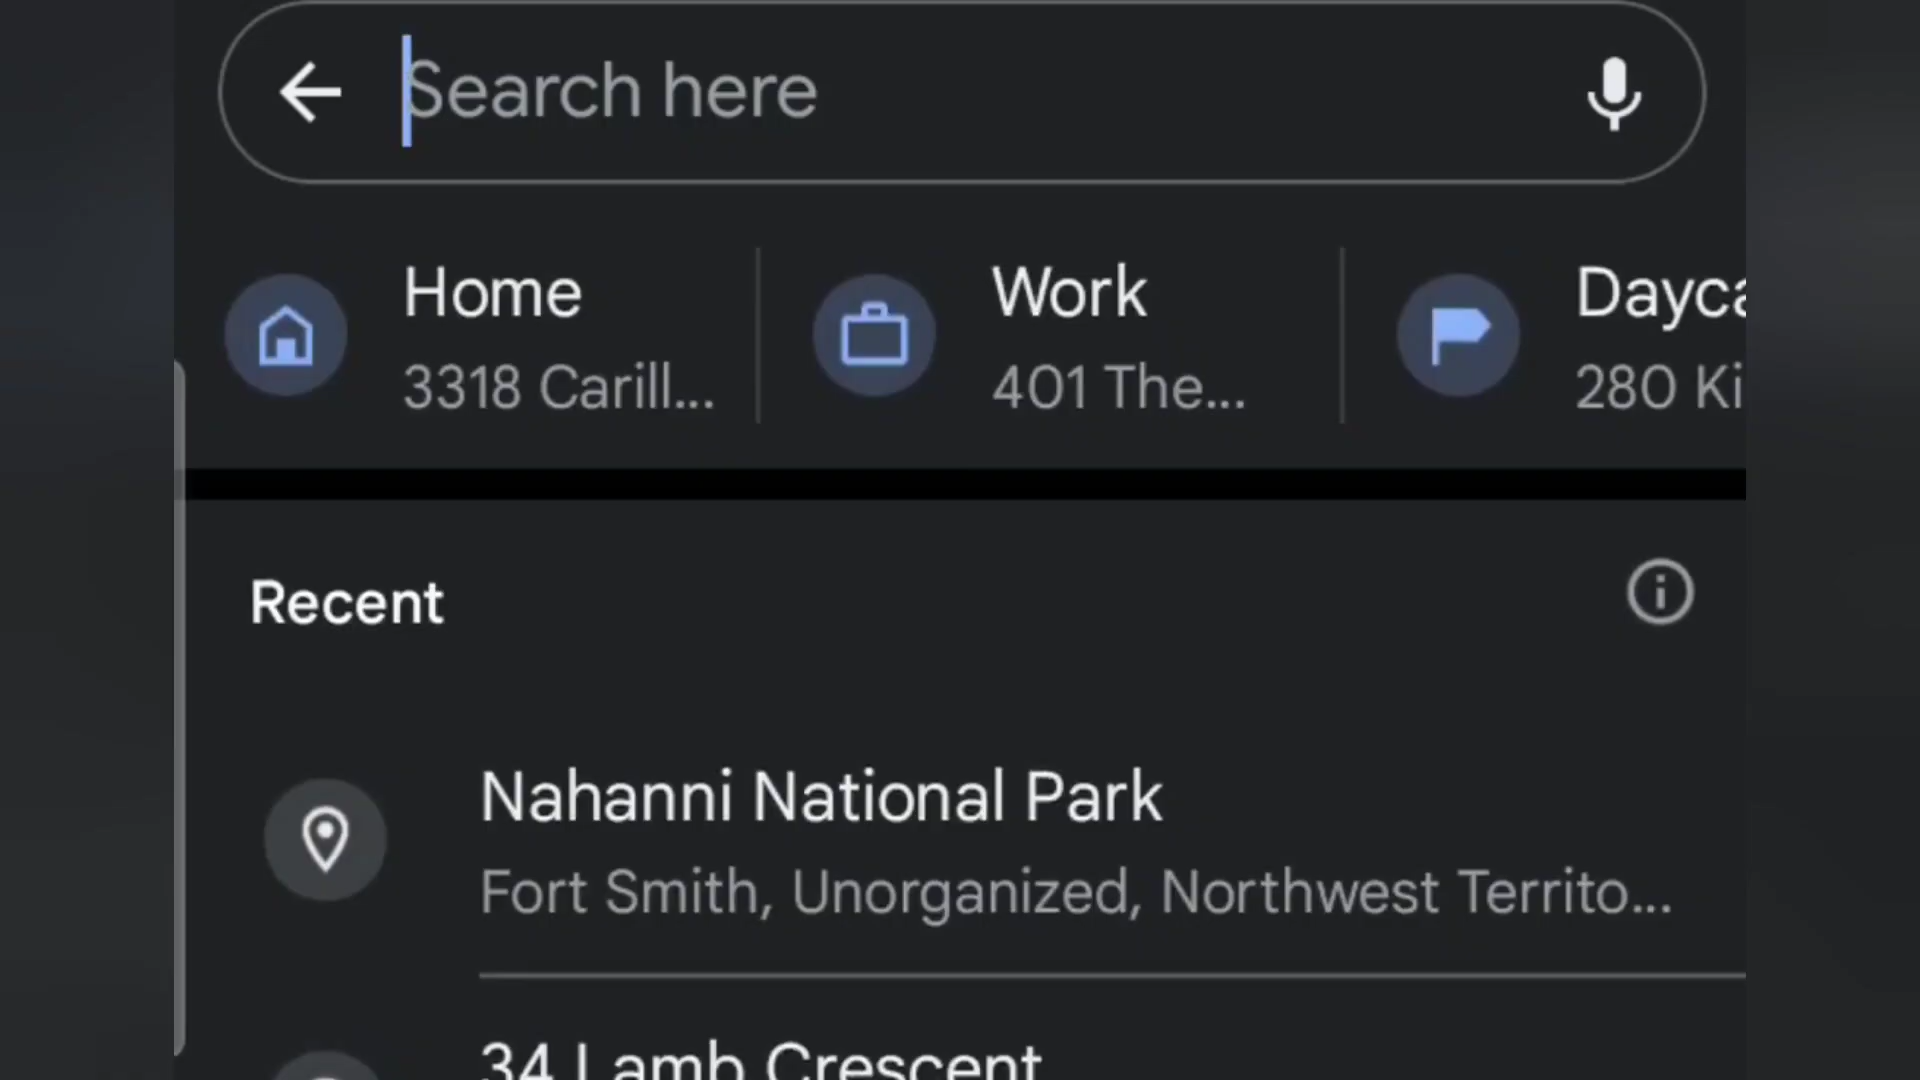 Search here
Home
3318 Carill...
Work
401 The...
Dayca
280 Ki
Recent
Nahanni National Park
Fort Smith, Unorganized, Northwest Territo...
34 Lamb Crescent